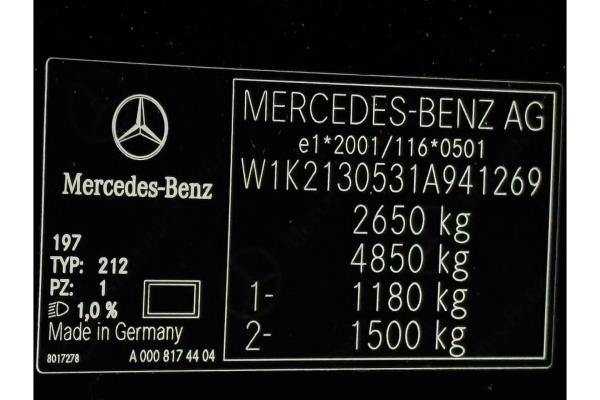 Mercedes-Benz
197
TYP: 212
PZ: 1
1,0 %
Made in Germany
8017278 A 000 817 44 04
MERCEDES-BENZ AG
e1*2001/116*0501
W1K2130531A941269
2650 kg
4850 kg
1- 1180 kg
2- 1500 kg